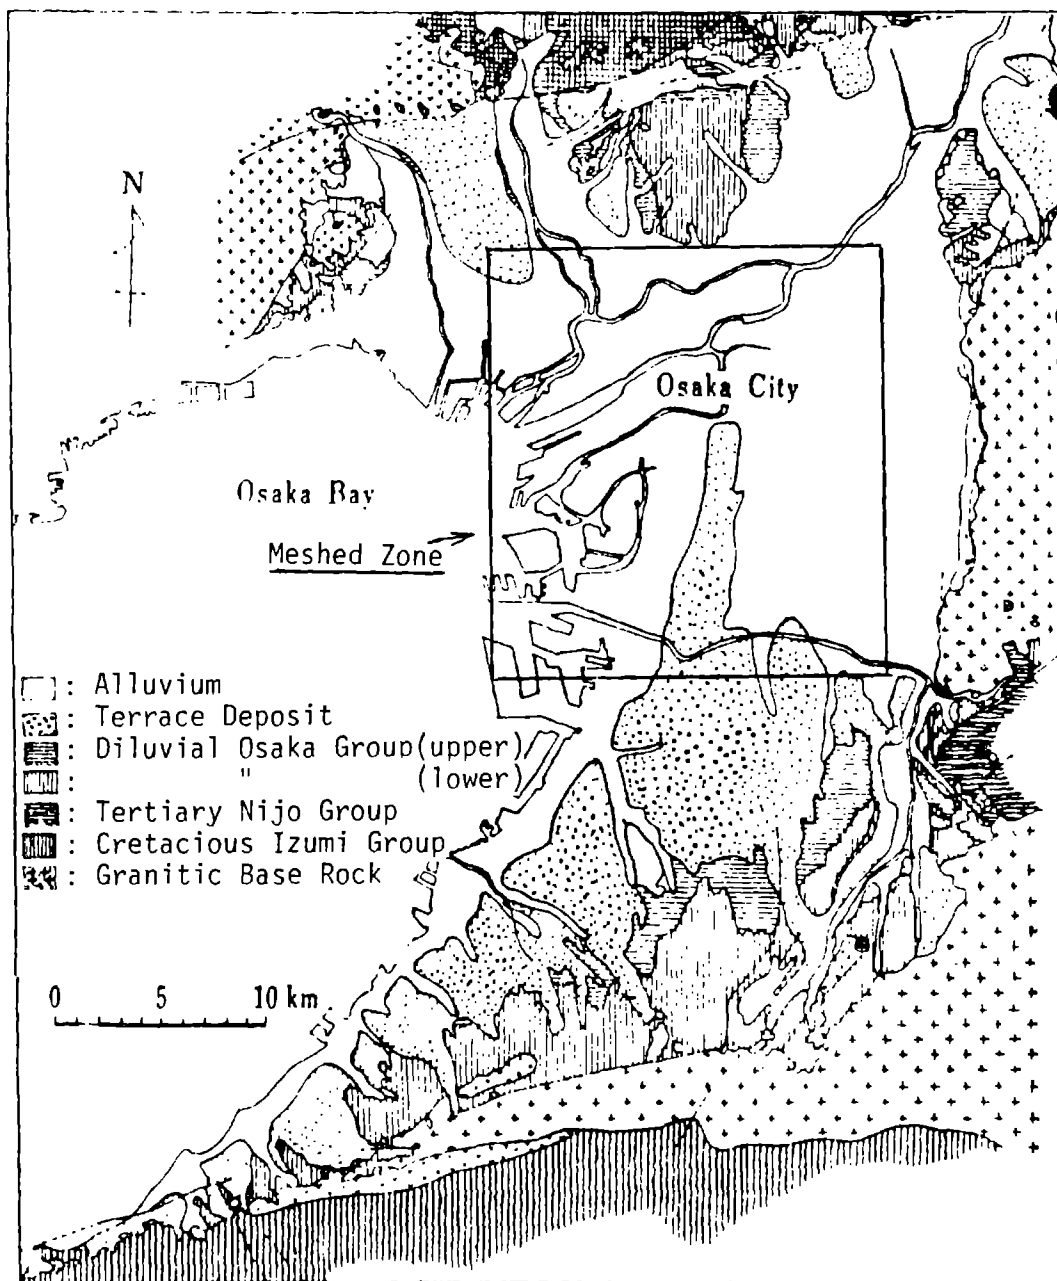 N
Osaka City
Osaka Bay
Meshed Zone
: Alluvium
: Terrace Deposit
: Diluvial Osaka Group(upper)
: " (lower)
: Tertiary Nijo Group
: Cretacious Izumi Group
: Granitic Base Rock
0 5 10 km